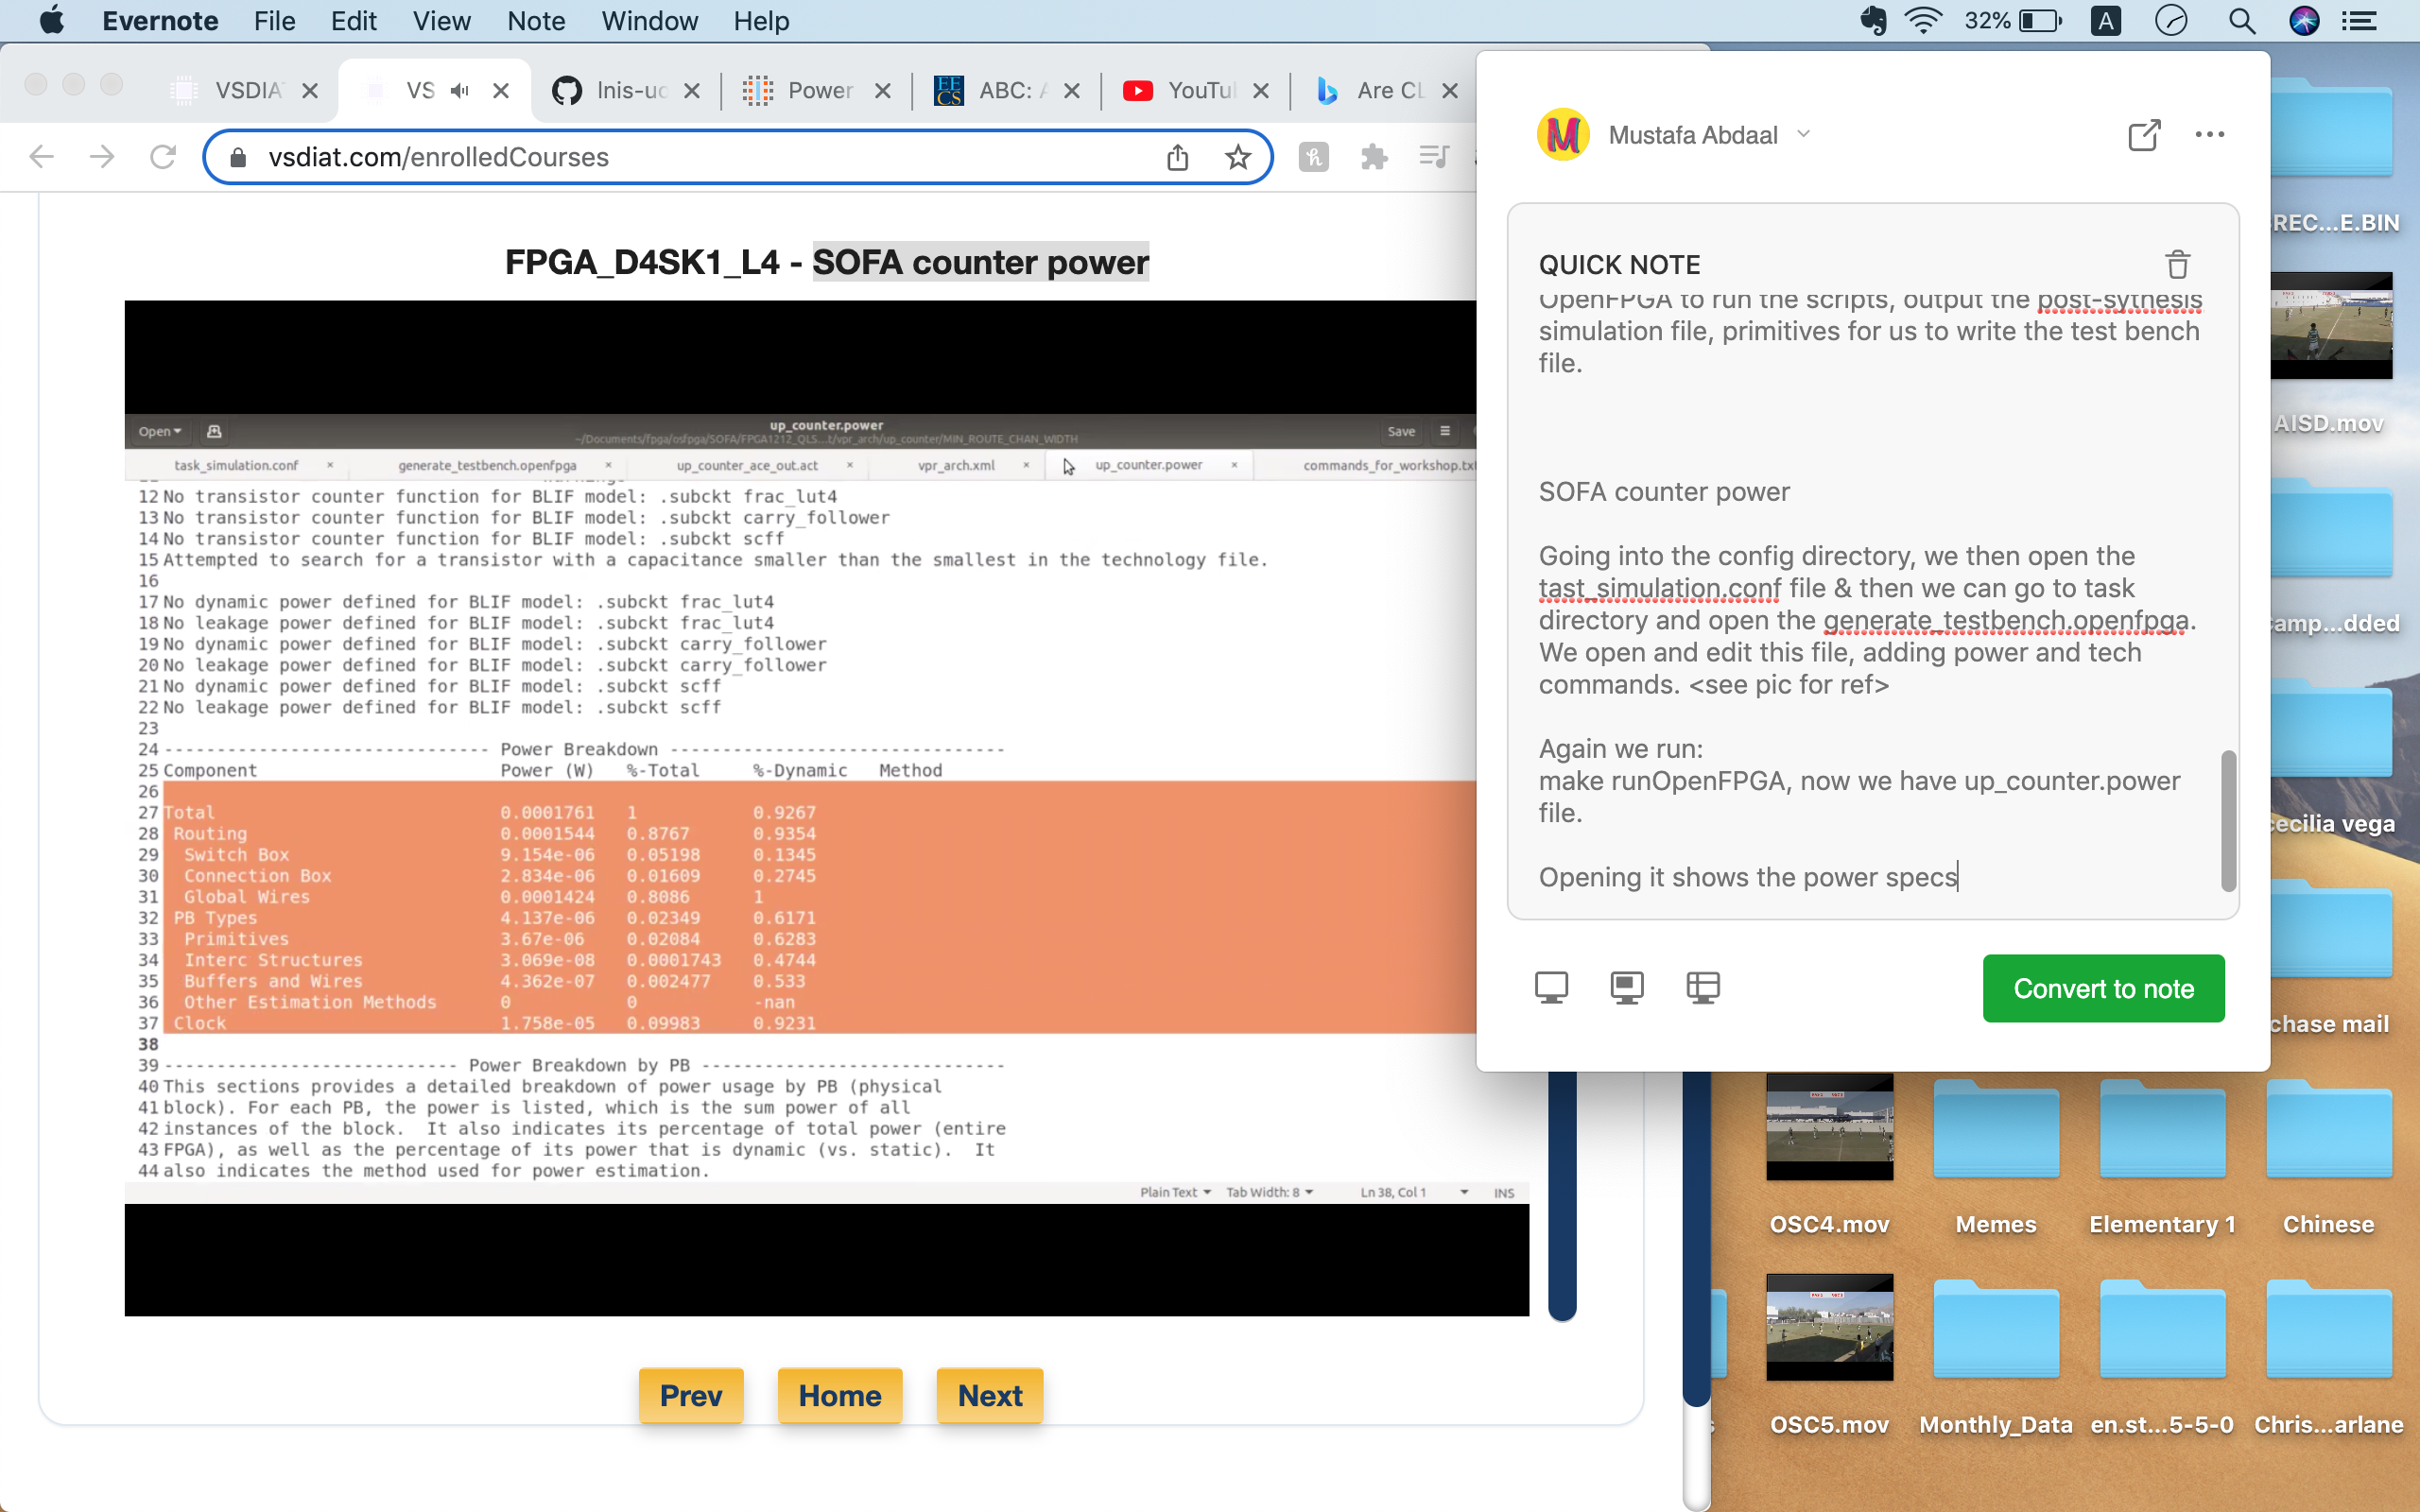 Evernote File Edit View Note Window Help 32% A
VSDIA VS lnis-uc Power ABC: A YouTu Are CL
vsdiat.com/enrolledCourses
FPGA_D4SK1_L4 - SOFA counter power
Open up_counter.power Save
~/Documents/fpga/osfpga/SOFA/FPGA1212_QLS...t/vpr_arch/up_counter/MIN_ROUTE_CHAN_WIDTH
task_simulation.conf generate_testbench.openfpga up_counter_ace_out.act vpr_arch.xml up_counter.power commands_for_workshop.txt
12 No transistor counter function for BLIF model: .subckt frac_lut4
13 No transistor counter function for BLIF model: .subckt carry_follower
14 No transistor counter function for BLIF model: .subckt scff
15 Attempted to search for a transistor with a capacitance smaller than the smallest in the technology file.
16
17 No dynamic power defined for BLIF model: .subckt frac_lut4
18 No leakage power defined for BLIF model: .subckt frac_lut4
19 No dynamic power defined for BLIF model: .subckt carry_follower
20 No leakage power defined for BLIF model: .subckt carry_follower
21 No dynamic power defined for BLIF model: .subckt scff
22 No leakage power defined for BLIF model: .subckt scff
23
24 ------------------------------- Power Breakdown --------------------------------
25 Component Power (W) %-Total %-Dynamic Method
26
27 Total 0.0001761 1 0.9267
28 Routing 0.0001544 0.8767 0.9354
29 Switch Box 9.154e-06 0.05198 0.1345
30 Connection Box 2.834e-06 0.01609 0.2745
31 Global Wires 0.0001424 0.8086 1
32 PB Types 4.137e-06 0.02349 0.6171
33 Primitives 3.67e-06 0.02084 0.6283
34 Interc Structures 3.069e-08 0.0001743 0.4744
35 Buffers and Wires 4.362e-07 0.002477 0.533
36 Other Estimation Methods 0 0 -nan
37 Clock 1.758e-05 0.09983 0.9231
38
39 ---------------------------- Power Breakdown by PB -----------------------------
40 This sections provides a detailed breakdown of power usage by PB (physical
41 block). For each PB, the power is listed, which is the sum power of all
42 instances of the block. It also indicates its percentage of total power (entire
43 FPGA), as well as the percentage of its power that is dynamic (vs. static). It
44 also indicates the method used for power estimation.
Plain Text Tab Width: 8 Ln 38, Col 1 INS
Prev Home Next
M Mustafa Abdaal
QUICK NOTE
OpenFPGA to run the scripts, output the post-sythesis
simulation file, primitives for us to write the test bench
file.
SOFA counter power
Going into the config directory, we then open the
tast_simulation.conf file & then we can go to task
directory and open the generate_testbench.openfpga.
We open and edit this file, adding power and tech
commands. <see pic for ref>
Again we run:
make runOpenFPGA, now we have up_counter.power
file.
Opening it shows the power specs
Convert to note
REC...E.BIN
AISD.mov
amp...dded
cecilia vega
chase mail
OSC4.mov Memes Elementary 1 Chinese
OSC5.mov Monthly_Data en.st...5-5-0 Chris...arlane